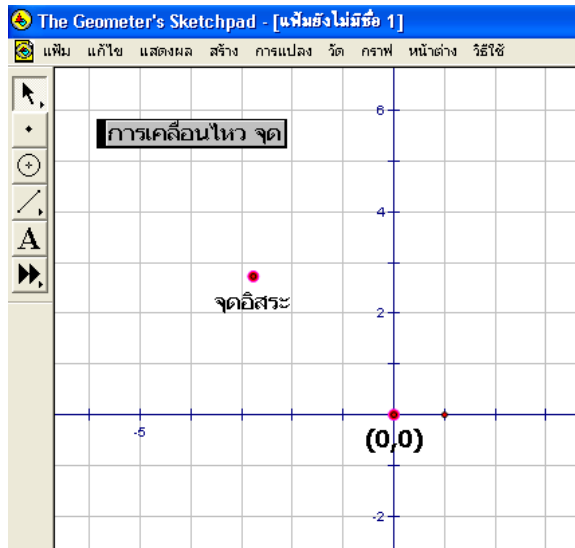 The Geometer's Sketchpad - [แฟ้มยังไม่มีชื่อ 1]
แฟ้ม แก้ไข แสดงผล สร้าง การแปลง วัด กราฟ หน้าต่าง วิธีใช้
6
การเคลื่อนไหว จุด
A
4
จุดอิสระ
2
-5
(0,0)
-2